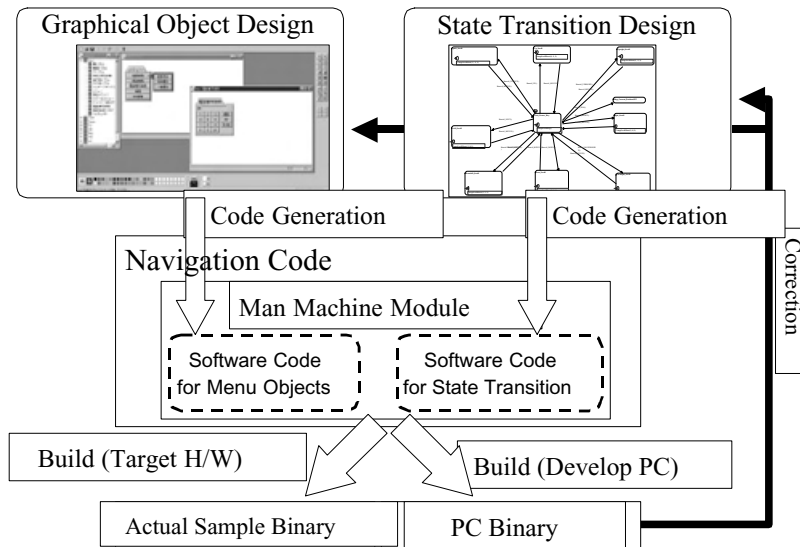 Graphical Object Design
State Transition Design
Code Generation
Code Generation
Correction
Navigation Code
Man Machine Module
Software Code
for Menu Objects
Software Code
for State Transition
Build (Target H/W)
Build (Develop PC)
Actual Sample Binary
PC Binary